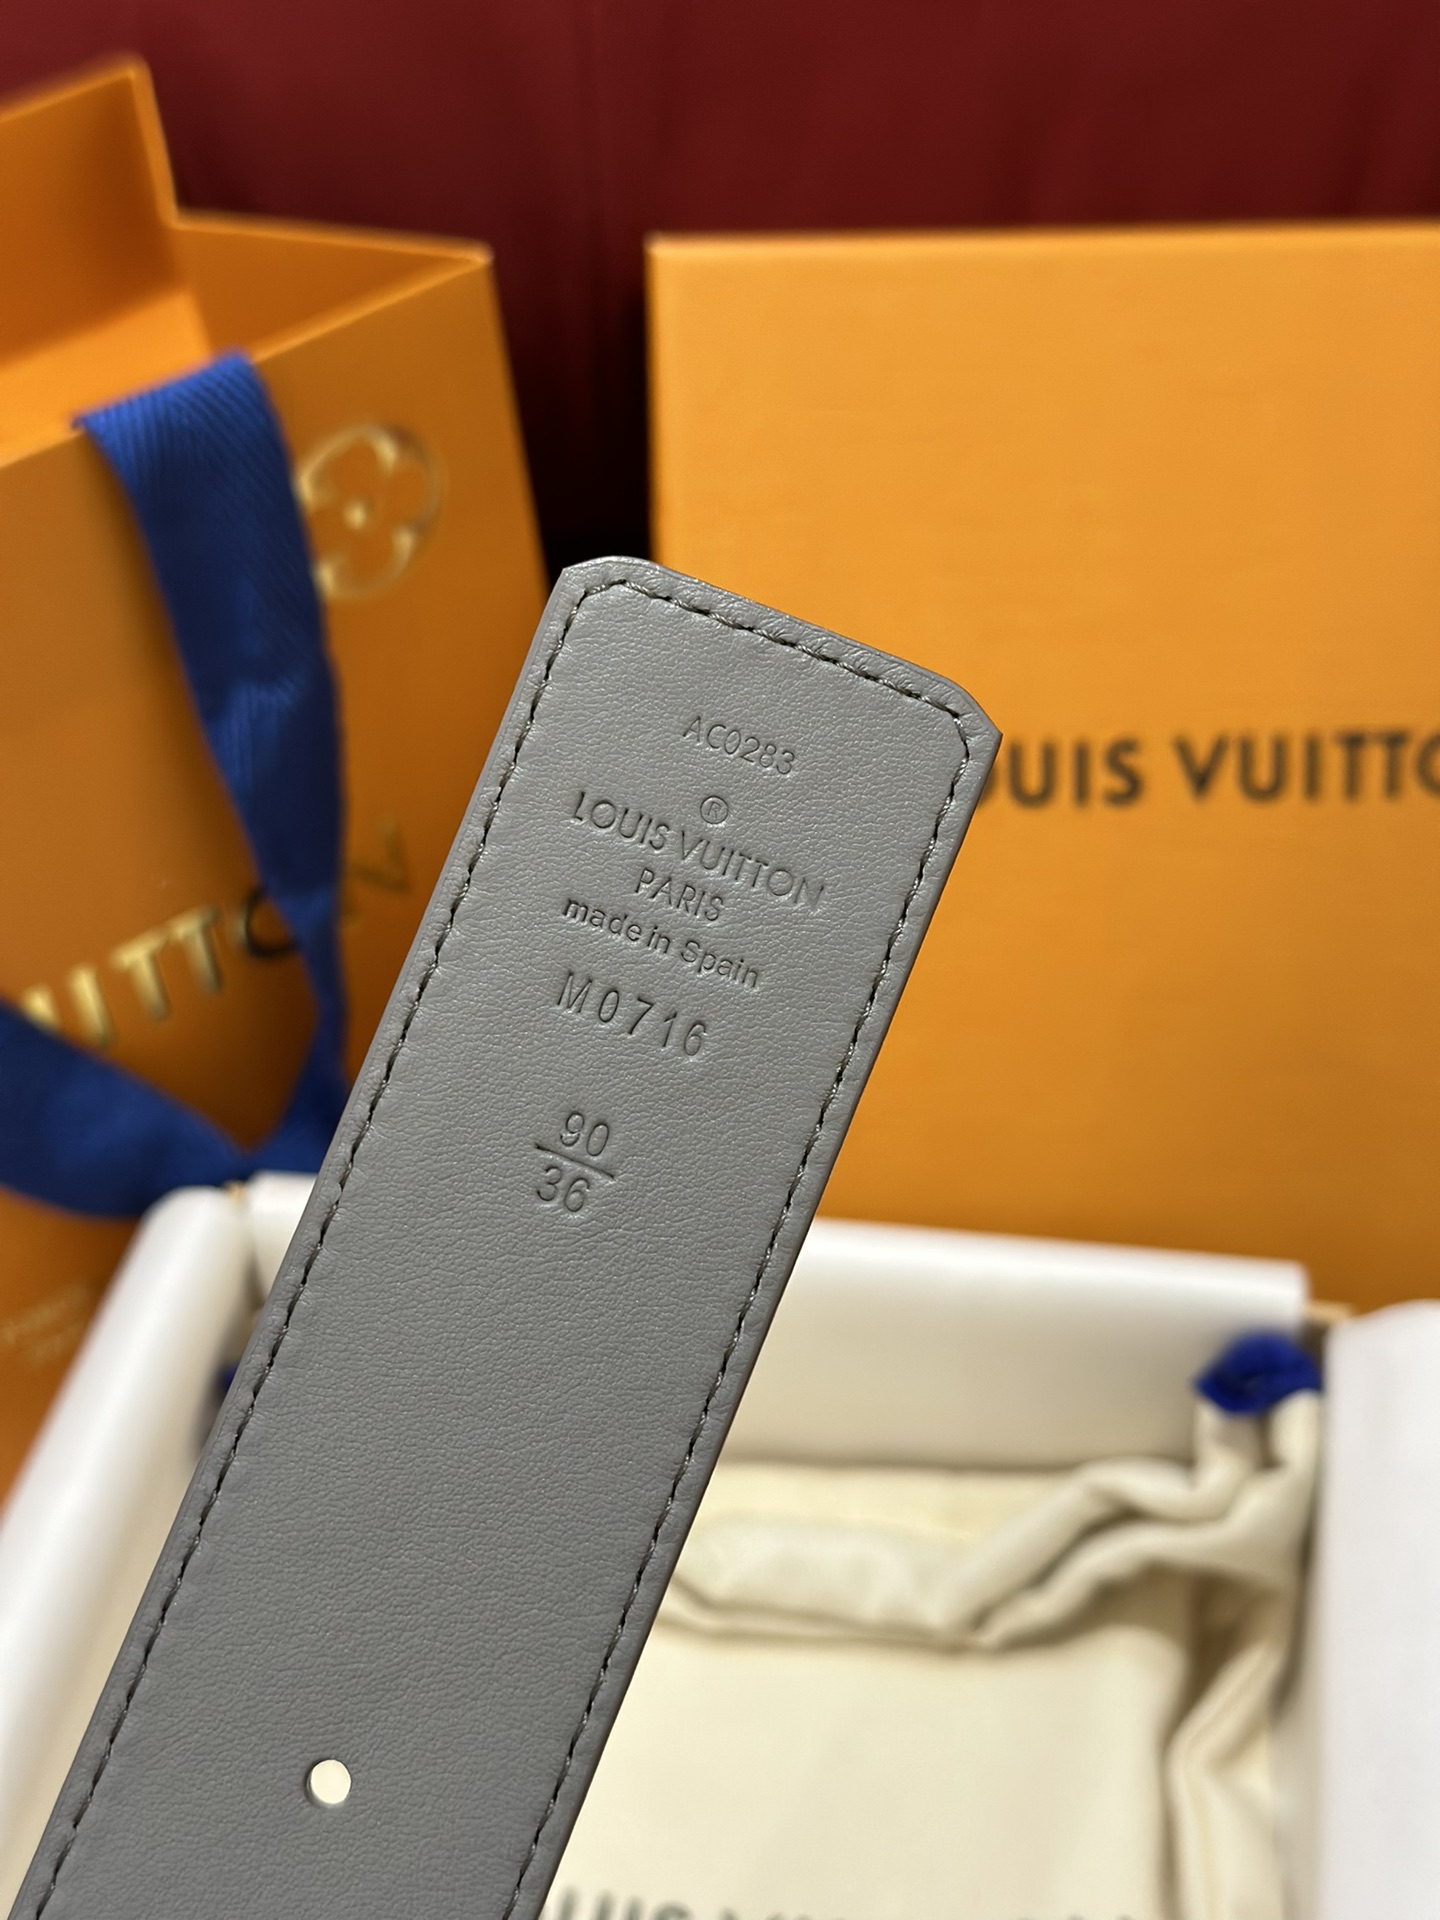 AC0283
®
LOUIS VUITTON
PARIS
made in Spain
M0716
90
36
OUIS VUITTO
UITTON